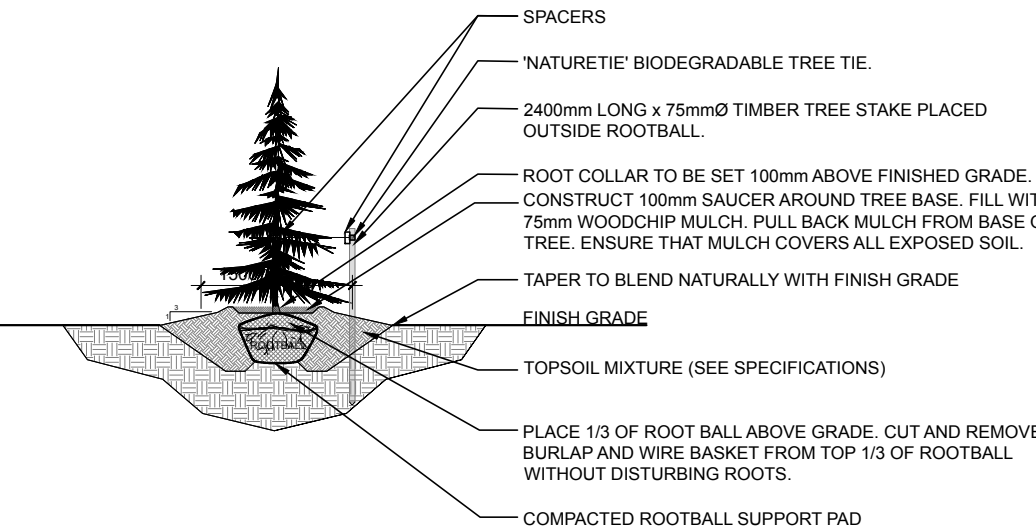 SPACERS
'NATURETIE' BIODEGRADABLE TREE TIE.
2400mm LONG x 75mmØ TIMBER TREE STAKE PLACED
OUTSIDE ROOTBALL.
ROOT COLLAR TO BE SET 100mm ABOVE FINISHED GRADE.
CONSTRUCT 100mm SAUCER AROUND TREE BASE. FILL WIT
75mm WOODCHIP MULCH. PULL BACK MULCH FROM BASE
TREE. ENSURE THAT MULCH COVERS ALL EXPOSED SOIL.
TAPER TO BLEND NATURALLY WITH FINISH GRADE
3
1
FINISH GRADE
ROOTBALL
TOPSOIL MIXTURE (SEE SPECIFICATIONS)
PLACE 1/3 OF ROOT BALL ABOVE GRADE. CUT AND REMOVE
BURLAP AND WIRE BASKET FROM TOP 1/3 OF ROOTBALL
WITHOUT DISTURBING ROOTS.
COMPACTED ROOTBALL SUPPORT PAD